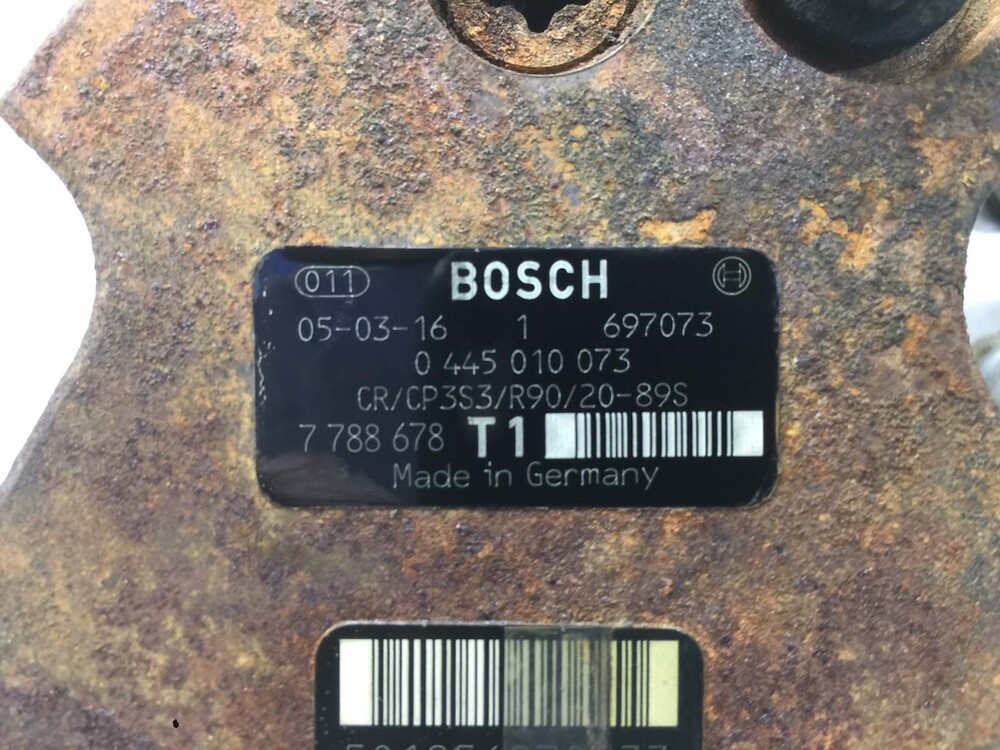 011 BOSCH
05-03-16 1 697073
0 445 010 073
CR/CP3S3/R90/20-89S
7 788 678 T1
Made in Germany